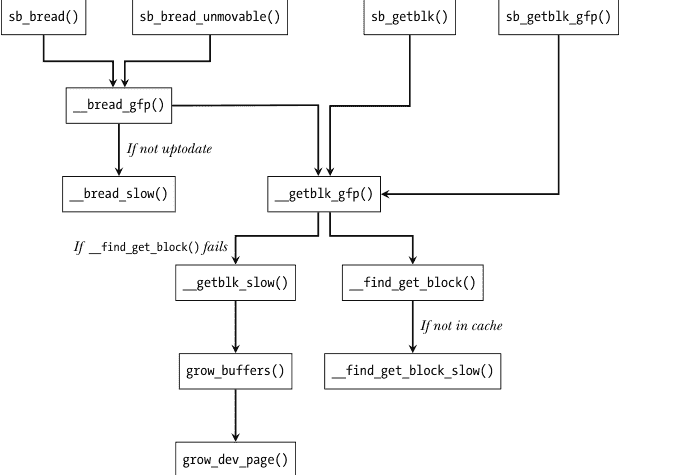 sb_bread()
sb_bread_unmovable()
sb_getblk()
sb_getblk_gfp()
__bread_gfp()
If not uptodate
__bread_slow()
__getblk_gfp()
If __find_get_block() fails
__getblk_slow()
__find_get_block()
If not in cache
grow_buffers()
__find_get_block_slow()
grow_dev_page()